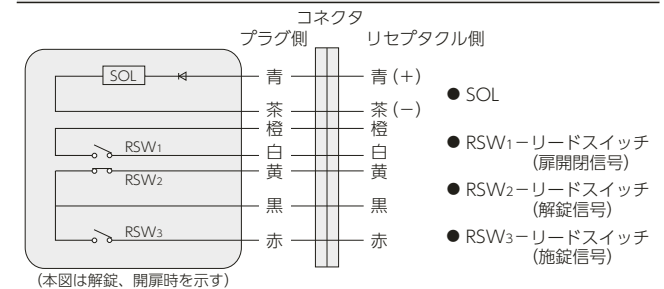 コネクタ
プラグ側 リセプタクル側
SOL 青 青(+)
茶 茶(−)
橙 橙
RSW1 白 白
RSW2 黄 黄
黒 黒
RSW3 赤 赤
(本図は解錠、開扉時を示す)
● SOL
● RSW1−リードスイッチ
(扉開閉信号)
● RSW2−リードスイッチ
(解錠信号)
● RSW3−リードスイッチ
(施錠信号)